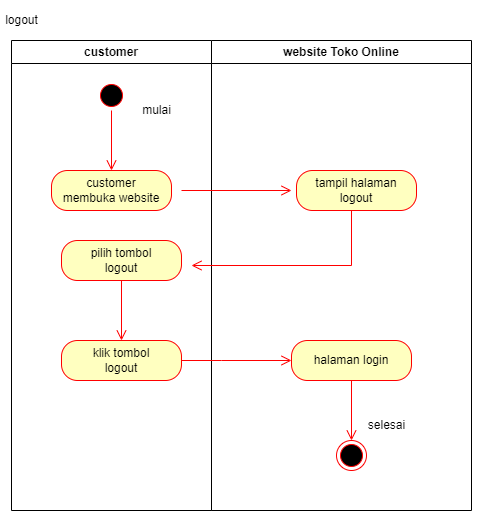 logout
customer
website Toko Online
mulai
customer
membuka website
tampil halaman
logout
pilih tombol
logout
klik tombol
logout
halaman login
selesai